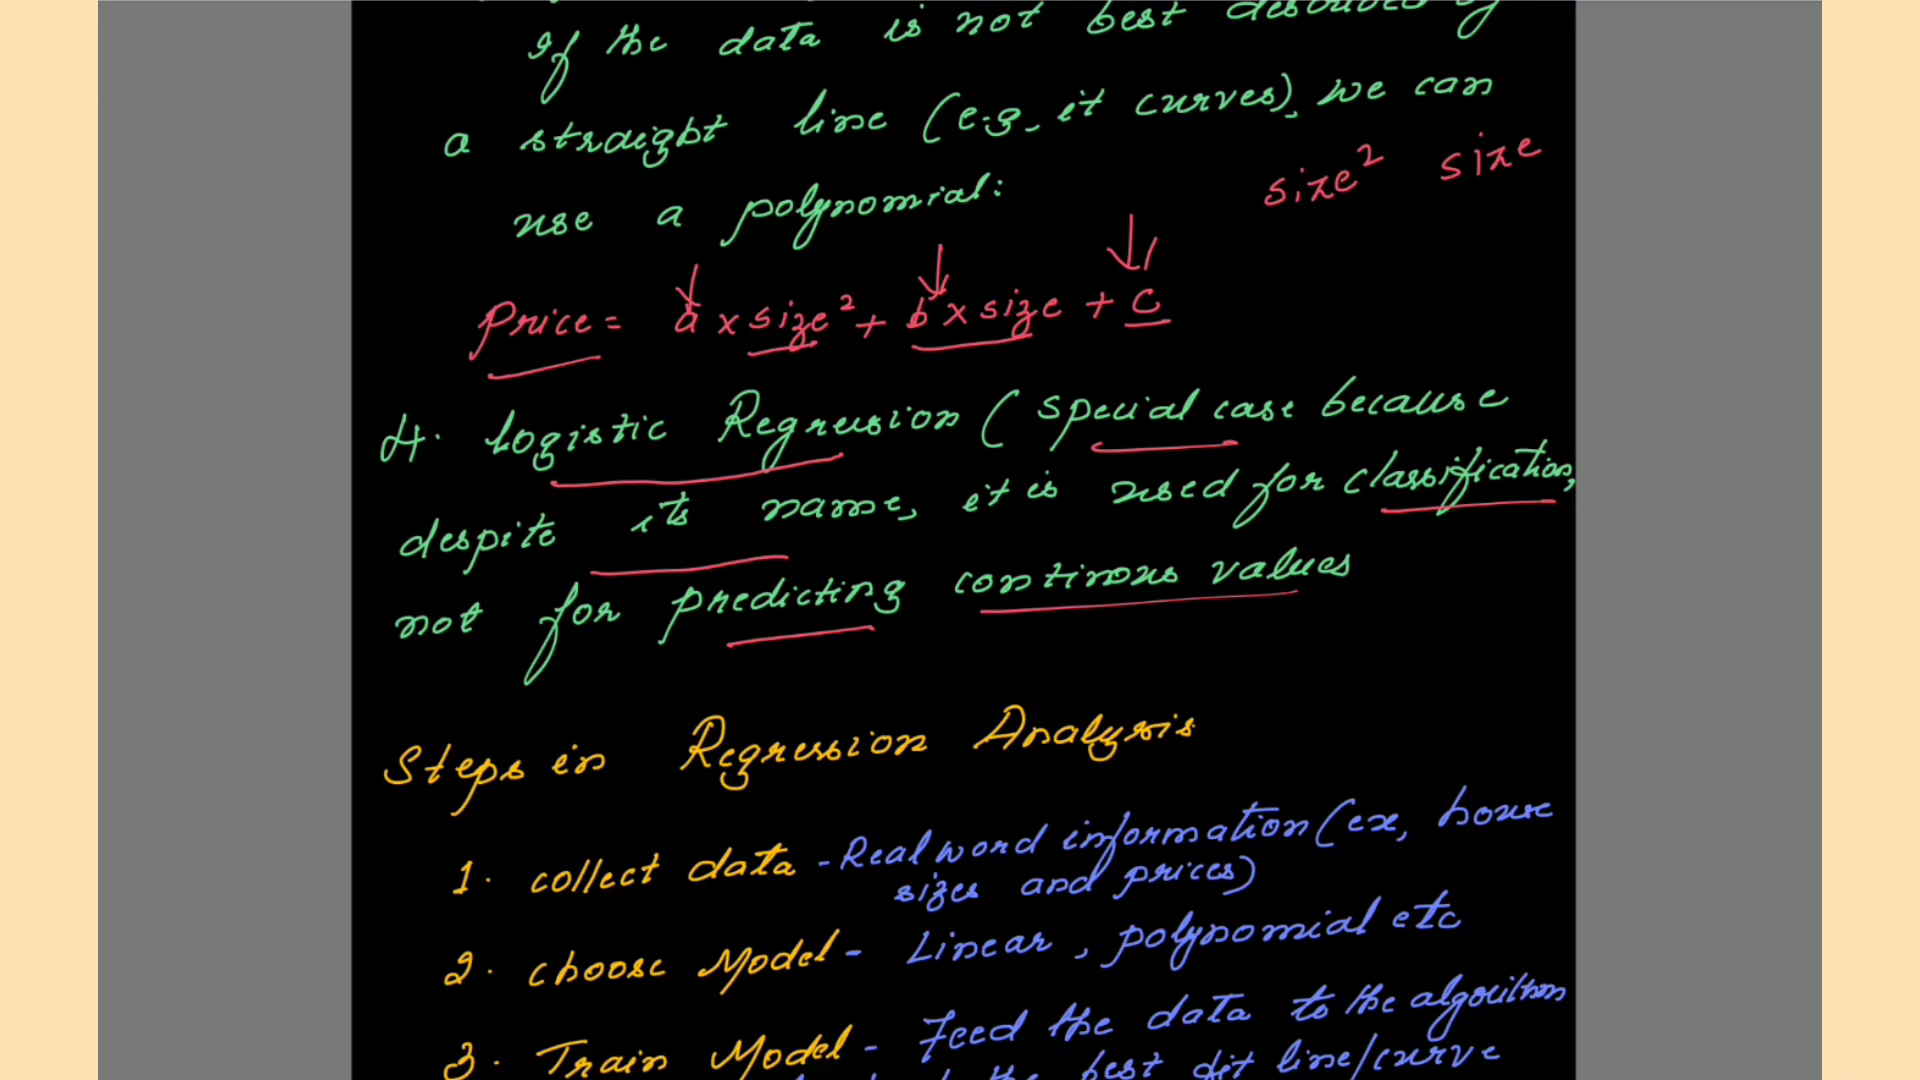 If the data is not best
a straight line (e.g. it curves), we can
use a polynomial:
size² size
Price = a x size² + b x size + c
4. Logistic Regression ( special case because
despite its name, it is used for classification,
not for predicting continous values
Steps in Regression Analysis
1. collect data - Real word information (ex, house
sizes and prices)
2. choose Model - Linear, polynomial etc
3. Train Model - Feed the data to the algorithm
the best fit line/curve